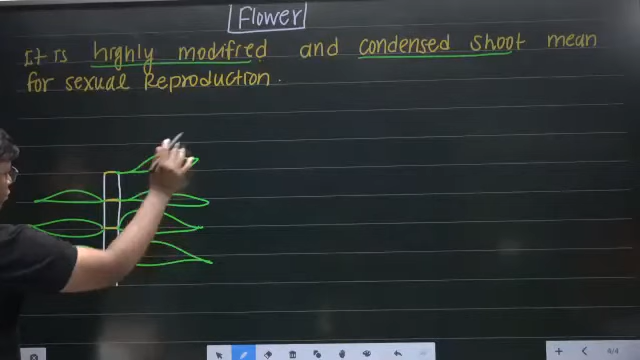 Flower
It is highly modified and condensed shoot mean
for sexual Reproduction.